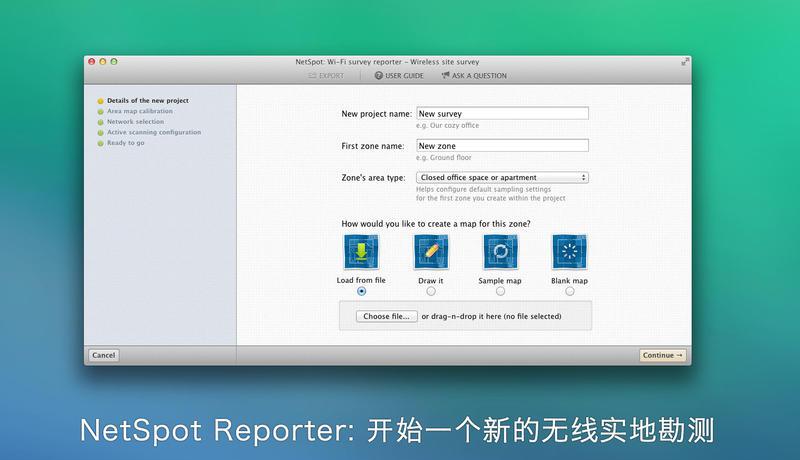 NetSpot: Wi-Fi survey reporter - Wireless site survey
EXPORT USER GUIDE ASK A QUESTION
Details of the new project
Area map calibration
Network selection
Active scanning configuration
Ready to go
New project name: New survey
e.g. Our cozy office
First zone name: New zone
e.g. Ground floor
Zone's area type: Closed office space or apartment
Helps configure default sampling settings
for the first zone you create within the project
How would you like to create a map for this zone?
Load from file Draw it Sample map Blank map
Choose file... or drag-n-drop it here (no file selected)
Cancel Continue →
NetSpot Reporter: 开始一个新的无线实地勘测